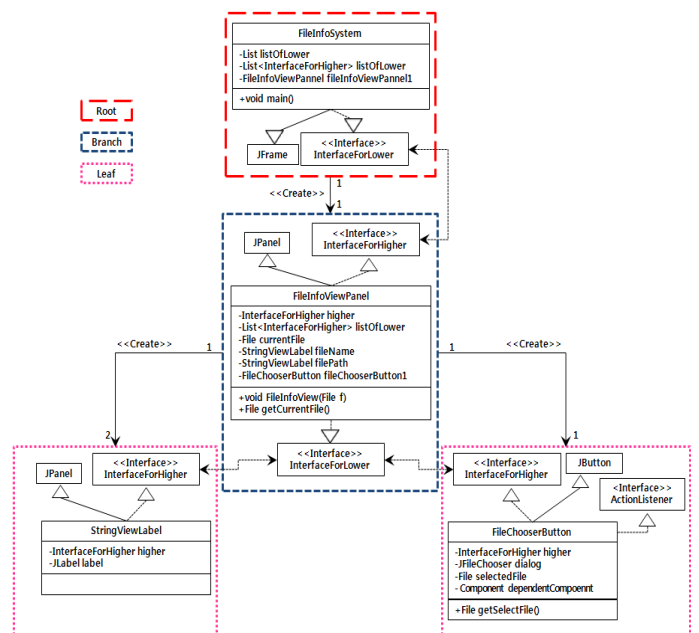 FileInfoSystem
-List listOfLower
-List<InterfaceForHigher> listOfLower
-FileInfoViewPannel fileInfoViewPannel1
+void main()
JFrame
<<Interface>>
InterfaceForLower
Root
Branch
Leaf
<<Create>>
1
1
JPanel
<<Interface>>
InterfaceForHigher
FileInfoViewPanel
-InterfaceForHigher higher
-List<InterfaceForHigher> listOfLower
-File currentFile
-StringViewLabel fileName
-StringViewLabel filePath
-FileChooserButton fileChooserButton1
+void FileInfoView(File f)
+File getCurrentFile()
<<Interface>>
InterfaceForLower
<<Create>>
1
2
<<Create>>
1
1
JPanel
<<Interface>>
InterfaceForHigher
StringViewLabel
-InterfaceForHigher higher
-JLabel label
<<Interface>>
InterfaceForHigher
JButton
<Interface>>
ActionListener
FileChooserButton
-InterfaceForHigher higher
-JFileChooser dialog
-File selectedFile
- Component dependentCompoennt
+File getSelectFile()